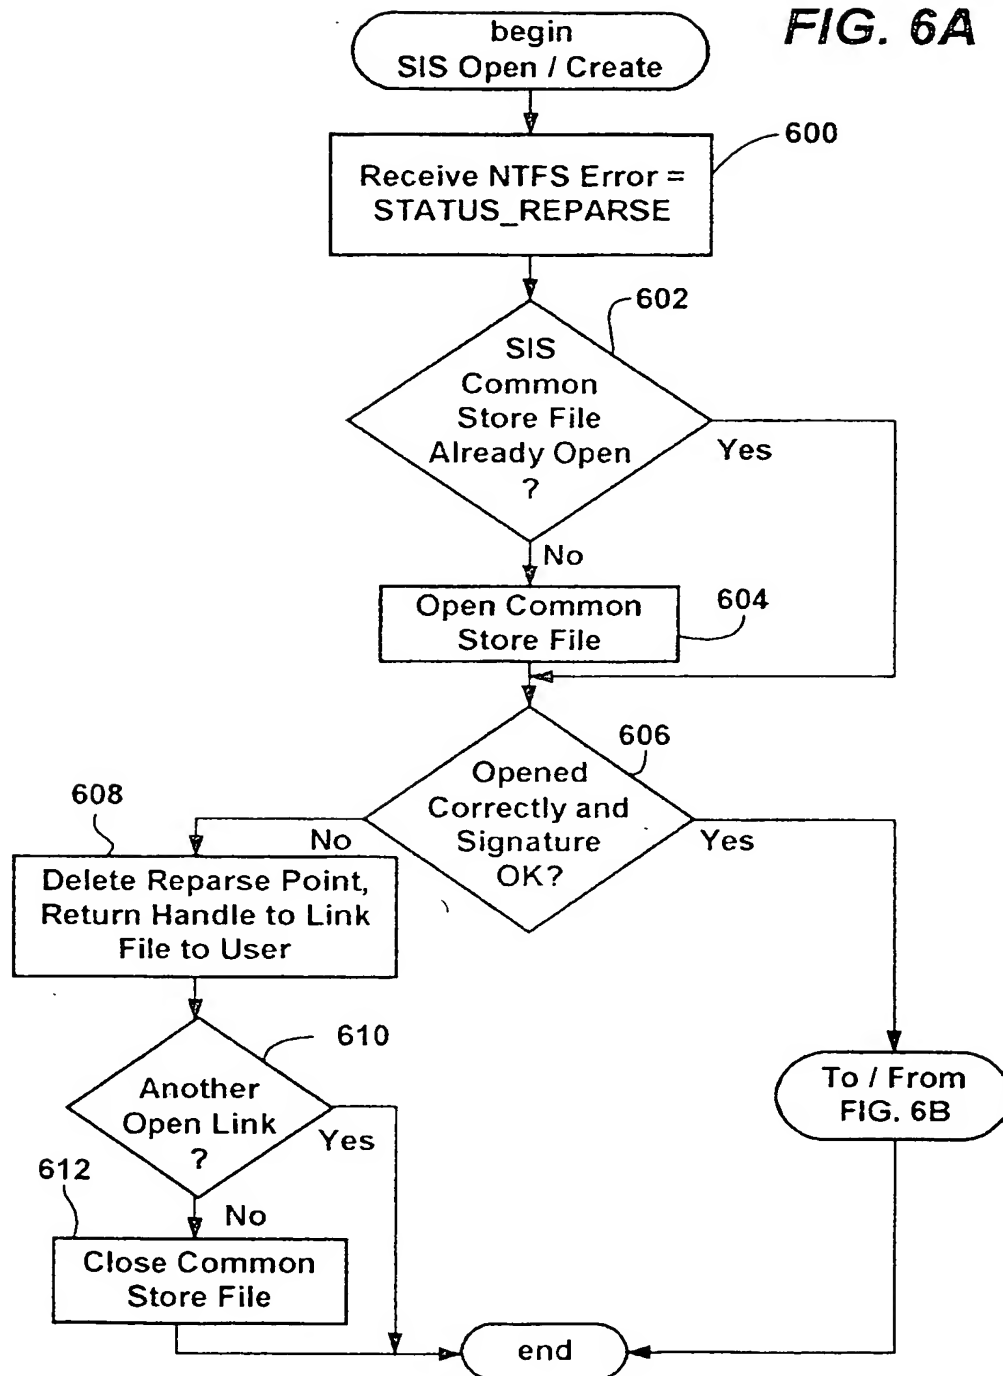 FIG. 6A
begin
SIS Open / Create
600
Receive NTFS Error =
STATUS_REPARSE
602
SIS
Common
Store File
Already Open
?
Yes
No
Open Common
Store File
604
606
Opened
Correctly and
Signature
OK?
608
No
Yes
Delete Reparse Point,
Return Handle to Link
File to User
610
Another
Open Link
?
Yes
To / From
FIG. 6B
612
No
Close Common
Store File
end